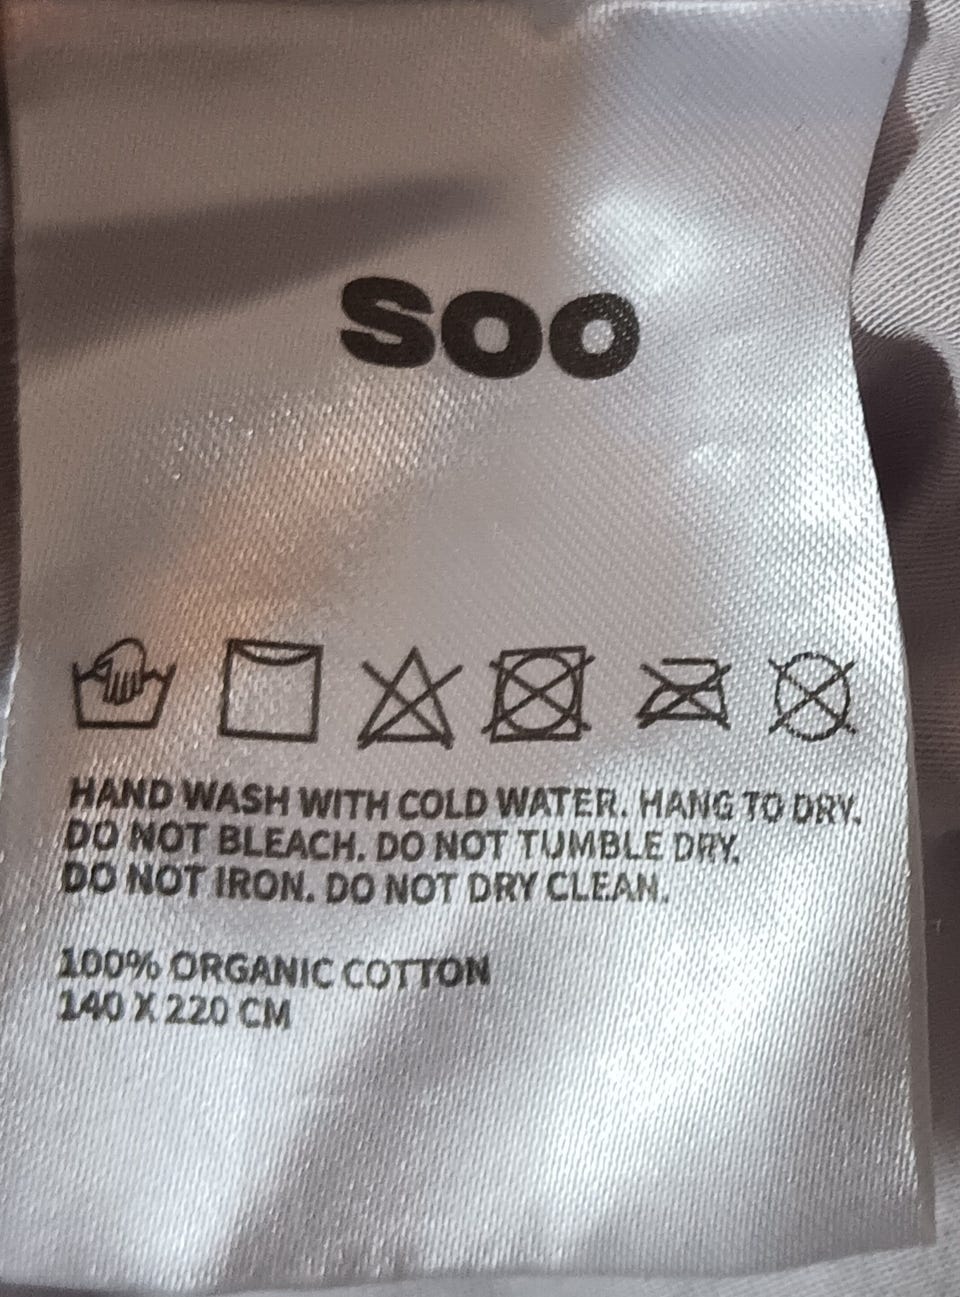 SOO
HAND WASH WITH COLD WATER. HANG TO DRY.
DO NOT BLEACH. DO NOT TUMBLE DRY.
DO NOT IRON. DO NOT DRY CLEAN.
100% ORGANIC COTTON
140 X 220 CM